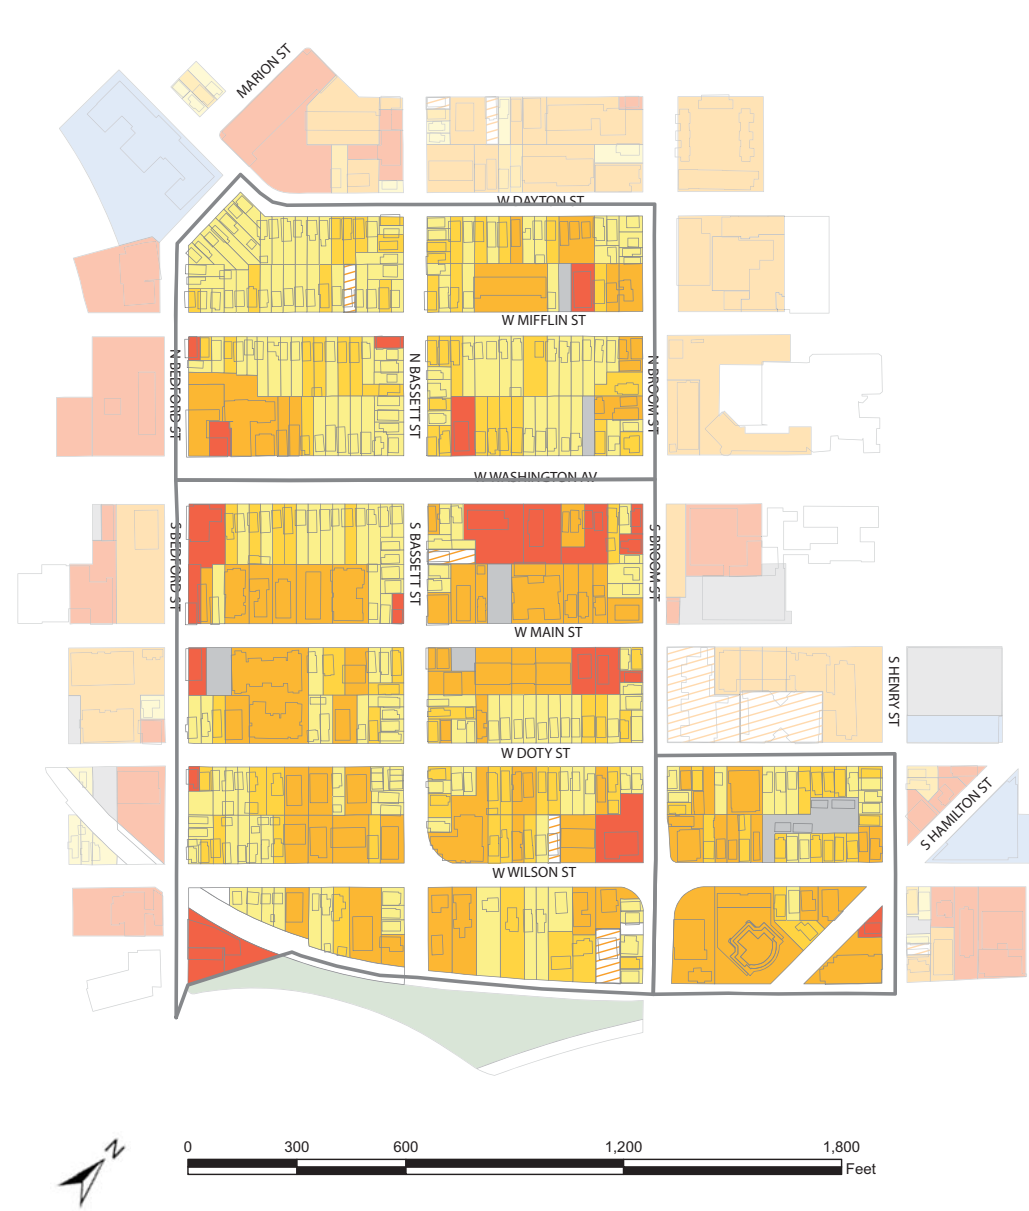 MARION ST
W DAYTON ST
W MIFFLIN ST
N BEDFORD ST
N BASSETT ST
N BROOM ST
W WASHINGTON AV
S BEDFORD ST
S BASSETT ST
S BROOM ST
W MAIN ST
S HENRY ST
W DOTY ST
S HAMILTON ST
W WILSON ST
N
0 300 600 1,200 1,800
Feet